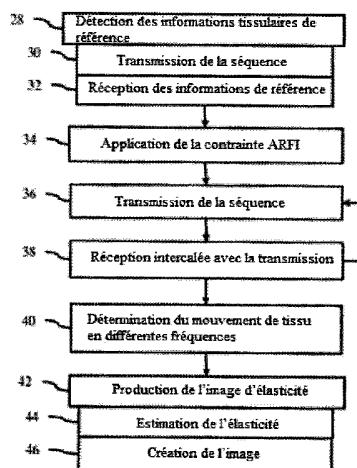 28
Détection des informations tissulaires de
référence
30
Transmission de la séquence
32
Réception des informations de référence
34
Application de la contrainte ARFI
36
Transmission de la séquence
38
Réception intercalée avec la transmission
40
Détermination du mouvement de tissu
en différentes fréquences
42
Production de l'image d'élasticité
44
Estimation de l'élasticité
46
Création de l'image